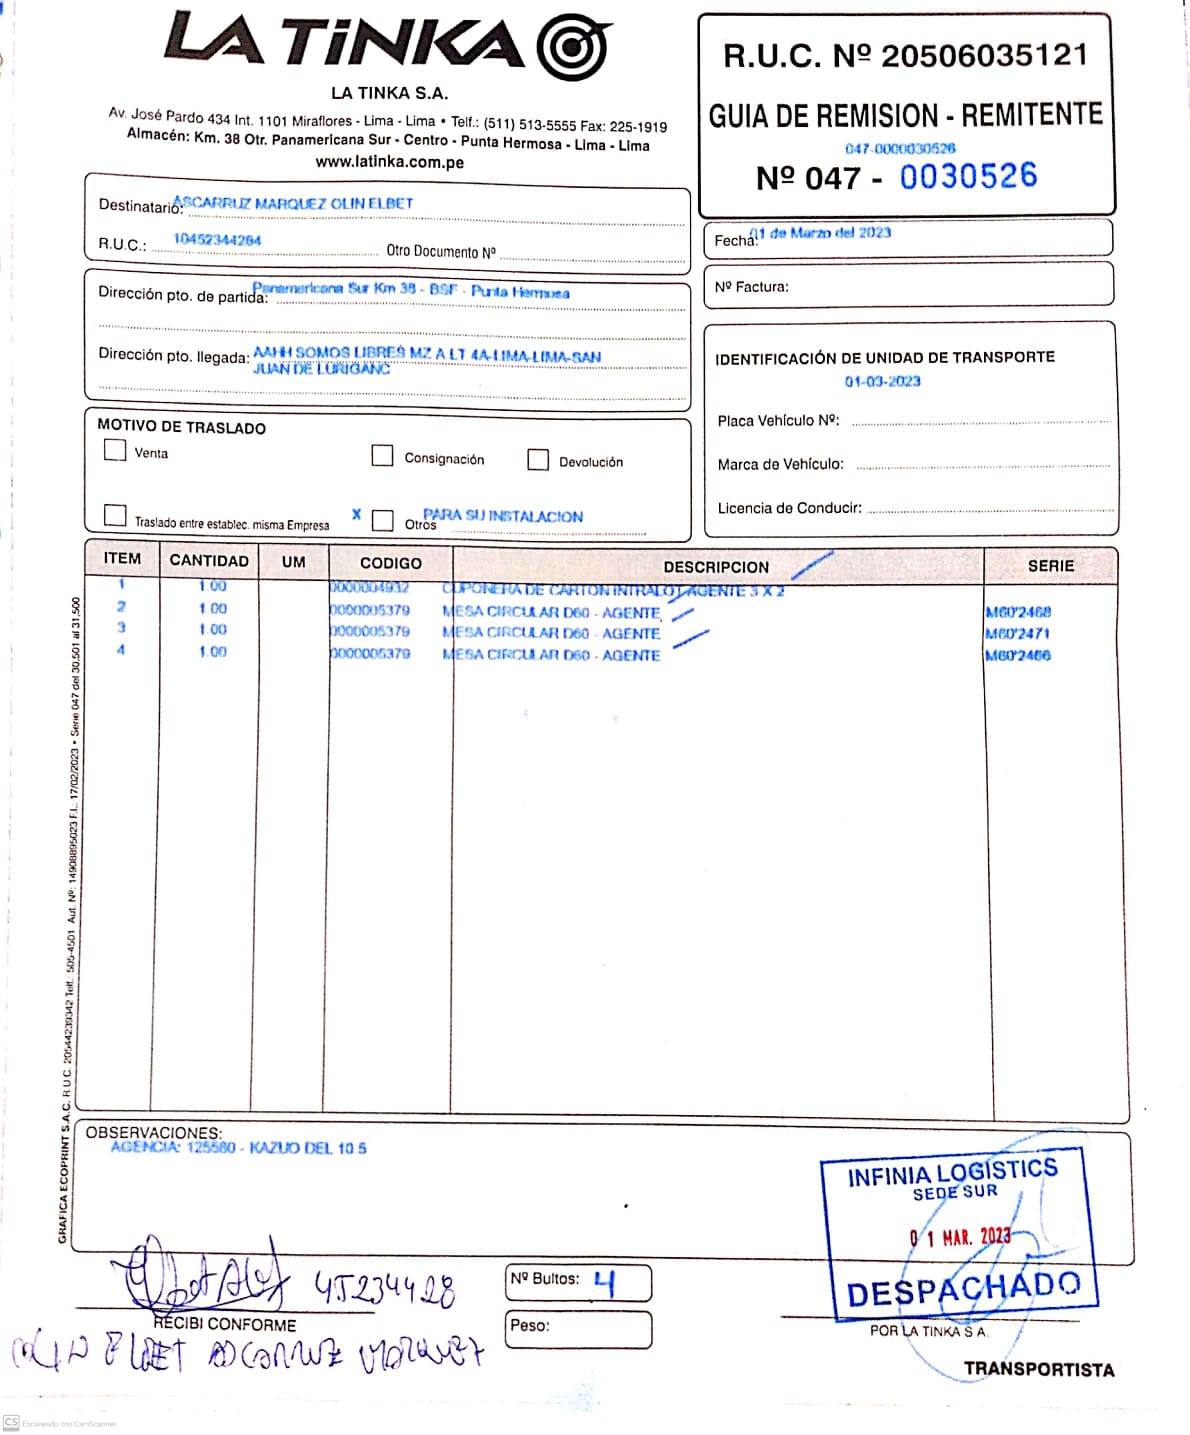 LA TiNKA
LA TINKA S.A.
Av. José Pardo 434 Int. 1101 Miraflores - Lima - Lima • Telf.: (511) 513-5555 Fax: 225-1919
Almacén: Km. 38 Otr. Panamericana Sur - Centro - Punta Hermosa - Lima - Lima
www.latinka.com.pe
R.U.C. Nº 20506035121
GUIA DE REMISION - REMITENTE
047-0000030526
Nº 047 - 0030526
Destinatario: ASCARRUZ MARQUEZ OLIN ELBET
R.U.C.: 10452344284 Otro Documento Nº
Fecha: 01 de Marzo del 2023
Nº Factura:
Dirección pto. de partida: Panamericana Sur Km 38 - BSF - Punta Hermosa
Dirección pto. llegada: AAHH SOMOS LIBRES MZ A LT 4A-LIMA-LIMA-SAN
JUAN DE LURIGANC
IDENTIFICACIÓN DE UNIDAD DE TRANSPORTE
01-03-2023
Placa Vehículo Nº:
Marca de Vehículo:
Licencia de Conducir:
MOTIVO DE TRASLADO
Venta Consignación Devolución
Traslado entre establec. misma Empresa X Otros PARA SU INSTALACION
ITEM CANTIDAD UM CODIGO DESCRIPCION SERIE
1 1.00 0000004932 CUPONERA DE CARTON INTRALOT AGENTE 3 X 2
2 1.00 0000005379 MESA CIRCULAR D60 - AGENTE M60'2468
3 1.00 0000005379 MESA CIRCULAR D60 - AGENTE M60'2471
4 1.00 0000005379 MESA CIRCULAR D60 - AGENTE M60'2466
GRAFICA ECOPRINT S.A.C. R.U.C. 20544239342 Telf.: 505-4501 Aut. Nº: 14908895023 F.I.: 17/02/2023 • Serie 047 del 30,501 al 31,500
OBSERVACIONES:
AGENCIA: 125580 - KAZUO DEL 10 5
INFINIA LOGISTICS
SEDE SUR
01 MAR. 2023
DESPACHADO
45234428
RECIBI CONFORME
Nº Bultos: 4
Peso:
POR LA TINKA S.A.
TRANSPORTISTA
OLIN ELBET ASCARRUZ MARQUEZ
CS Escaneado con CamScanner